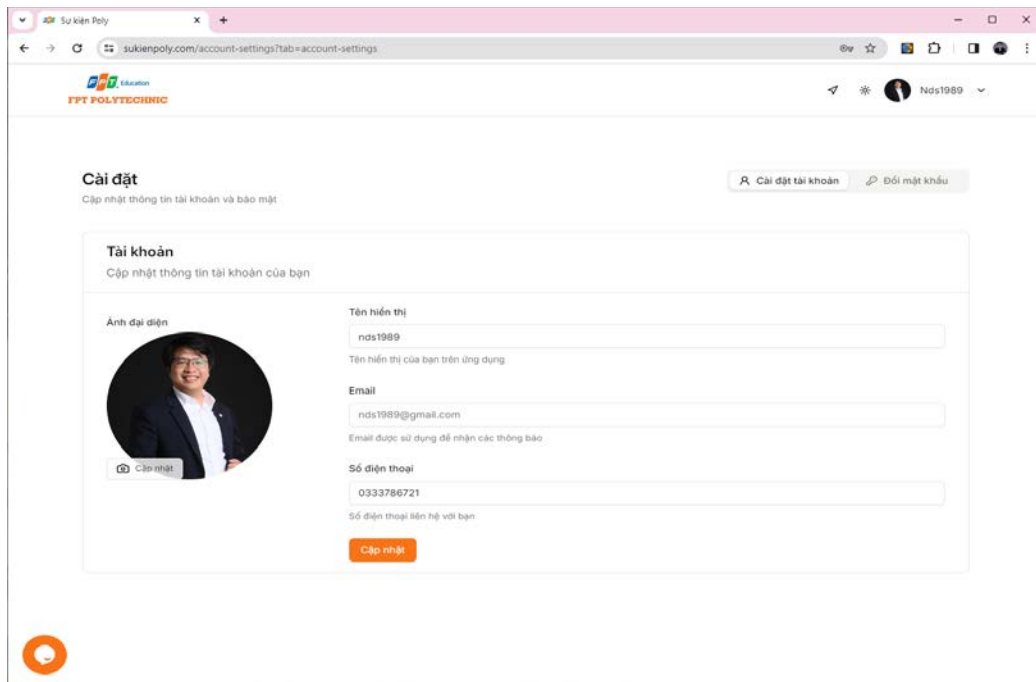 Sự kiện Poly
sukienpoly.com/account-settings?tab=account-settings
FPT Education
FPT POLYTECHNIC
Nds1989
Cài đặt
Cập nhật thông tin tài khoản và bảo mật
Cài đặt tài khoản
Đổi mật khẩu
Tài khoản
Cập nhật thông tin tài khoản của bạn
Ảnh đại diện
Cập nhật
Tên hiển thị
nds1989
Tên hiển thị của bạn trên ứng dụng
Email
nds1989@gmail.com
Email được sử dụng để nhận các thông báo
Số điện thoại
0333786721
Số điện thoại liên hệ với bạn
Cập nhật